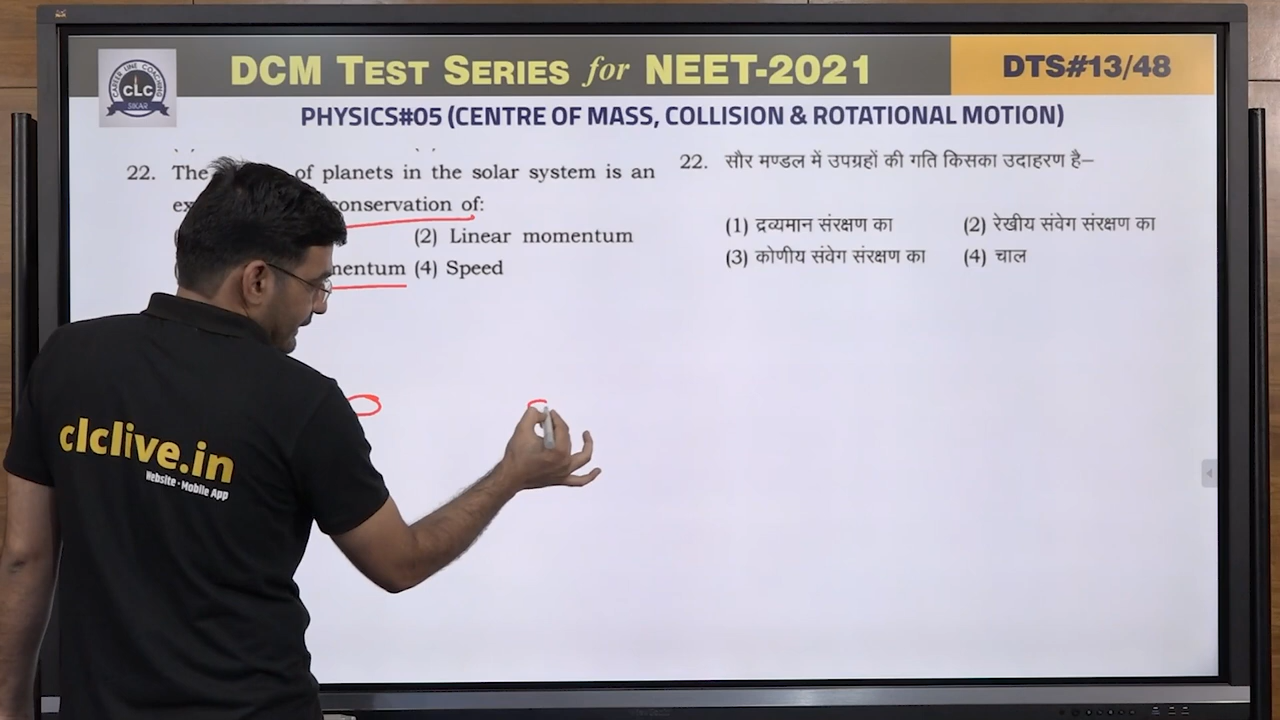 CAREER LINE COACHING
CLC
SIKAR
DCM TEST SERIES for NEET-2021
DTS#13/48
PHYSICS#05 (CENTRE OF MASS, COLLISION & ROTATIONAL MOTION)
22. The of planets in the solar system is an
conservation of:
(2) Linear momentum
(4) Speed
22. सौर मण्डल में उपग्रहों की गति किसका उदाहरण है–
(1) द्रव्यमान संरक्षण का (2) रेखीय संवेग संरक्षण का
(3) कोणीय संवेग संरक्षण का (4) चाल
clclive.in
Website · Mobile App